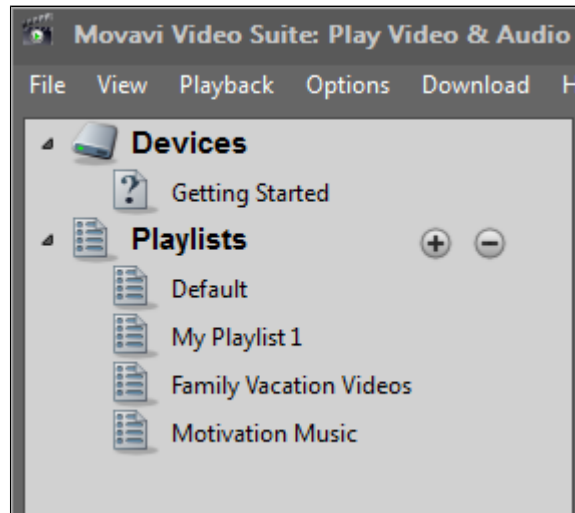 Movavi Video Suite: Play Video & Audio
File View Playback Options Download H
Devices
Getting Started
Playlists
Default
My Playlist 1
Family Vacation Videos
Motivation Music